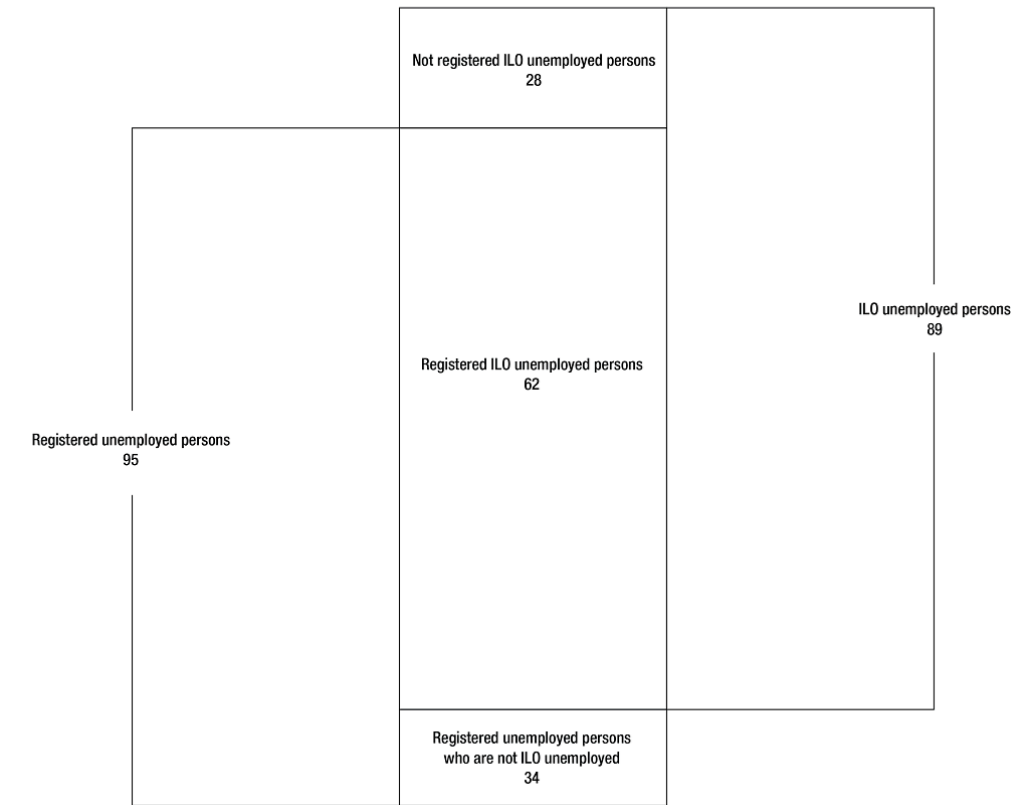 Not registered ILO unemployed persons
28
ILO unemployed persons
89
Registered ILO unemployed persons
62
Registered unemployed persons
95
Registered unemployed persons
who are not ILO unemployed
34